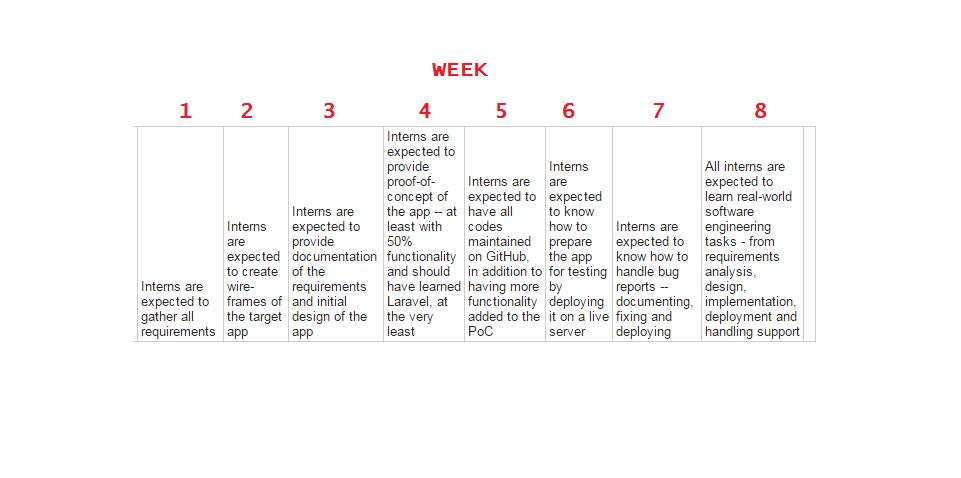 WEEK
1 2 3 4 5 6 7 8
Interns are
expected to
gather all
requirements
Interns
are
expected
to create
wire-
frames of
the target
app
Interns are
expected to
provide
documentation
of the
requirements
and initial
design of the
app
Interns are
expected to
provide
proof-of-
concept of
the app -- at
least with
50%
functionality
and should
have learned
Laravel, at
the very
least
Interns are
expected to
have all
codes
maintained
on GitHub,
in addition to
having more
functionality
added to the
PoC
Interns
are
expected
to know
how to
prepare
the app
for testing
by
deploying
it on a live
server
Interns are
expected to
know how to
handle bug
reports --
documenting,
fixing and
deploying
All interns are
expected to
learn real-world
software
engineering
tasks - from
requirements
analysis,
design,
implementation,
deployment and
handling support